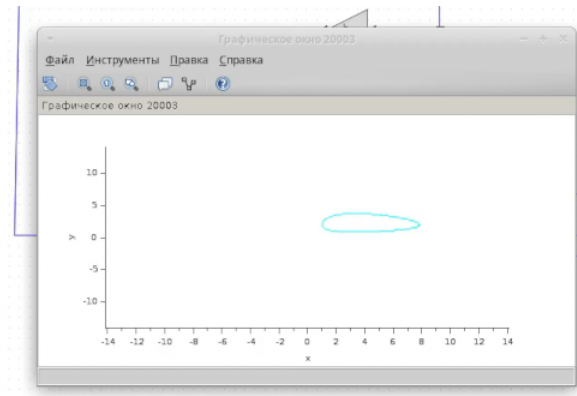 Графическое окно 20003
Файл Инструменты Правка Справка
Графическое окно 20003
10
5
y 0
-5
-10
-14 -12 -10 -8 -6 -4 -2 0 2 4 6 8 10 12 14
x